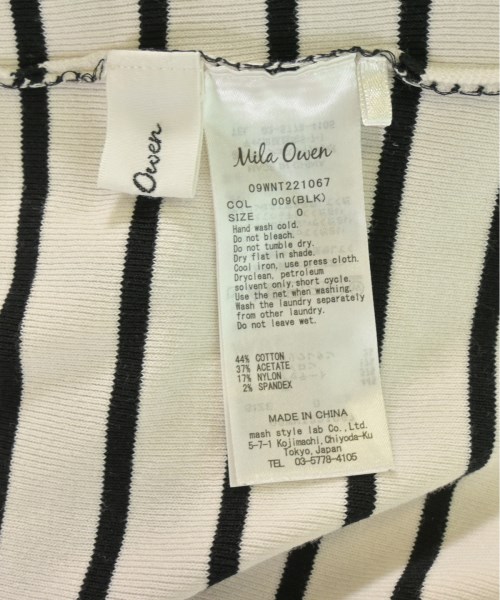 Owen
Mila Owen
09WNT221067
COL 009(BLK)
SIZE 0
Hand wash cold.
Do not bleach.
Do not tumble dry.
Dry flat in shade.
Cool iron, use press cloth.
Dryclean, petroleum
solvent only,short cycle.
Use the net when washing.
Wash the laundry separately
from other laundry.
Do not leave wet.
44% COTTON
37% ACETATE
17% NYLON
2% SPANDEX
MADE IN CHINA
mash style lab Co.,Ltd.
5-7-1 Kojimachi,Chiyoda-Ku
Tokyo,Japan
TEL 03-5778-4105